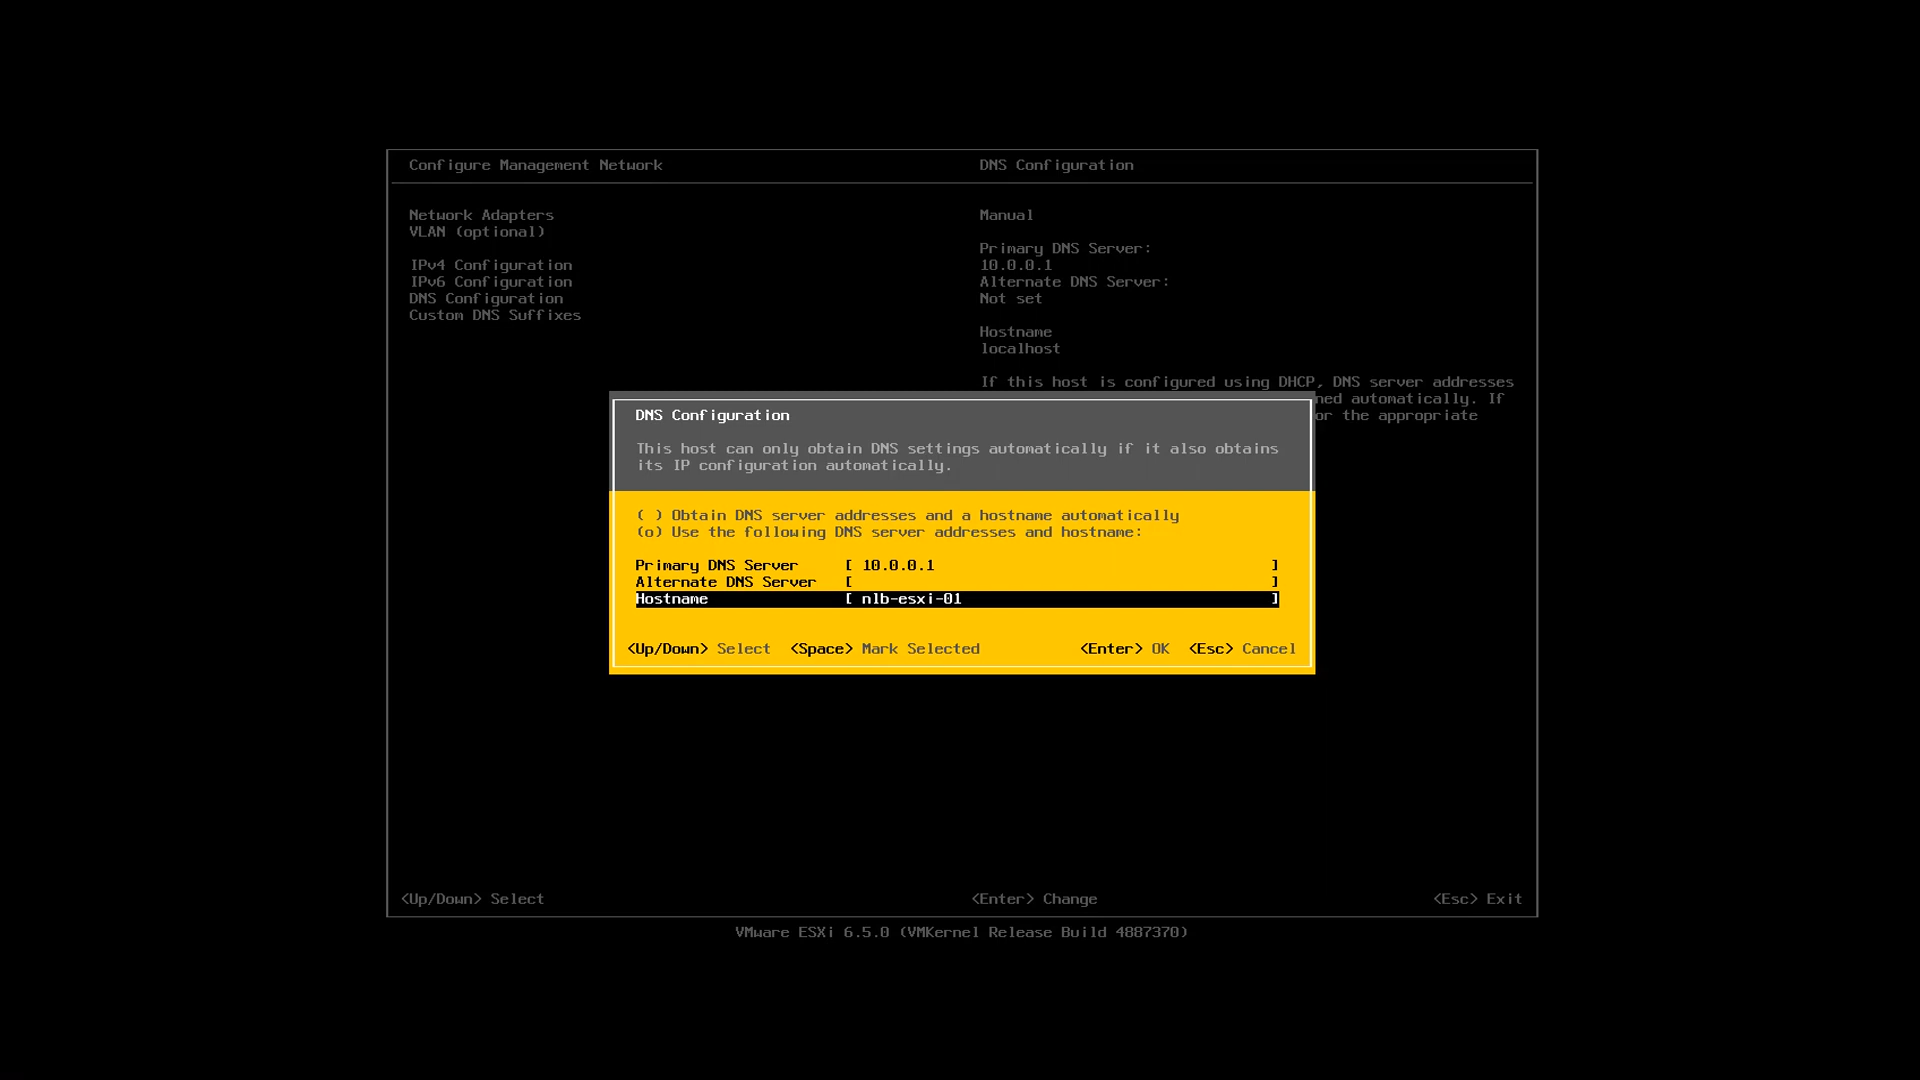 Configure Management Network
DNS Configuration
Network Adapters
VLAN (optional)
IPv4 Configuration
IPv6 Configuration
DNS Configuration
Custom DNS Suffixes
Manual
Primary DNS Server:
10.0.0.1
Alternate DNS Server:
Not set
Hostname
localhost
If this host is configured using DHCP, DNS server addresses
ned automatically. If
or the appropriate
DNS Configuration
This host can only obtain DNS settings automatically if it also obtains
its IP configuration automatically.
( ) Obtain DNS server addresses and a hostname automatically
(o) Use the following DNS server addresses and hostname:
Primary DNS Server [ 10.0.0.1 ]
Alternate DNS Server [ ]
Hostname [ nlb-esxi-01 ]
<Up/Down> Select <Space> Mark Selected <Enter> OK <Esc> Cancel
<Up/Down> Select <Enter> Change <Esc> Exit
VMware ESXi 6.5.0 (VMKernel Release Build 4887370)